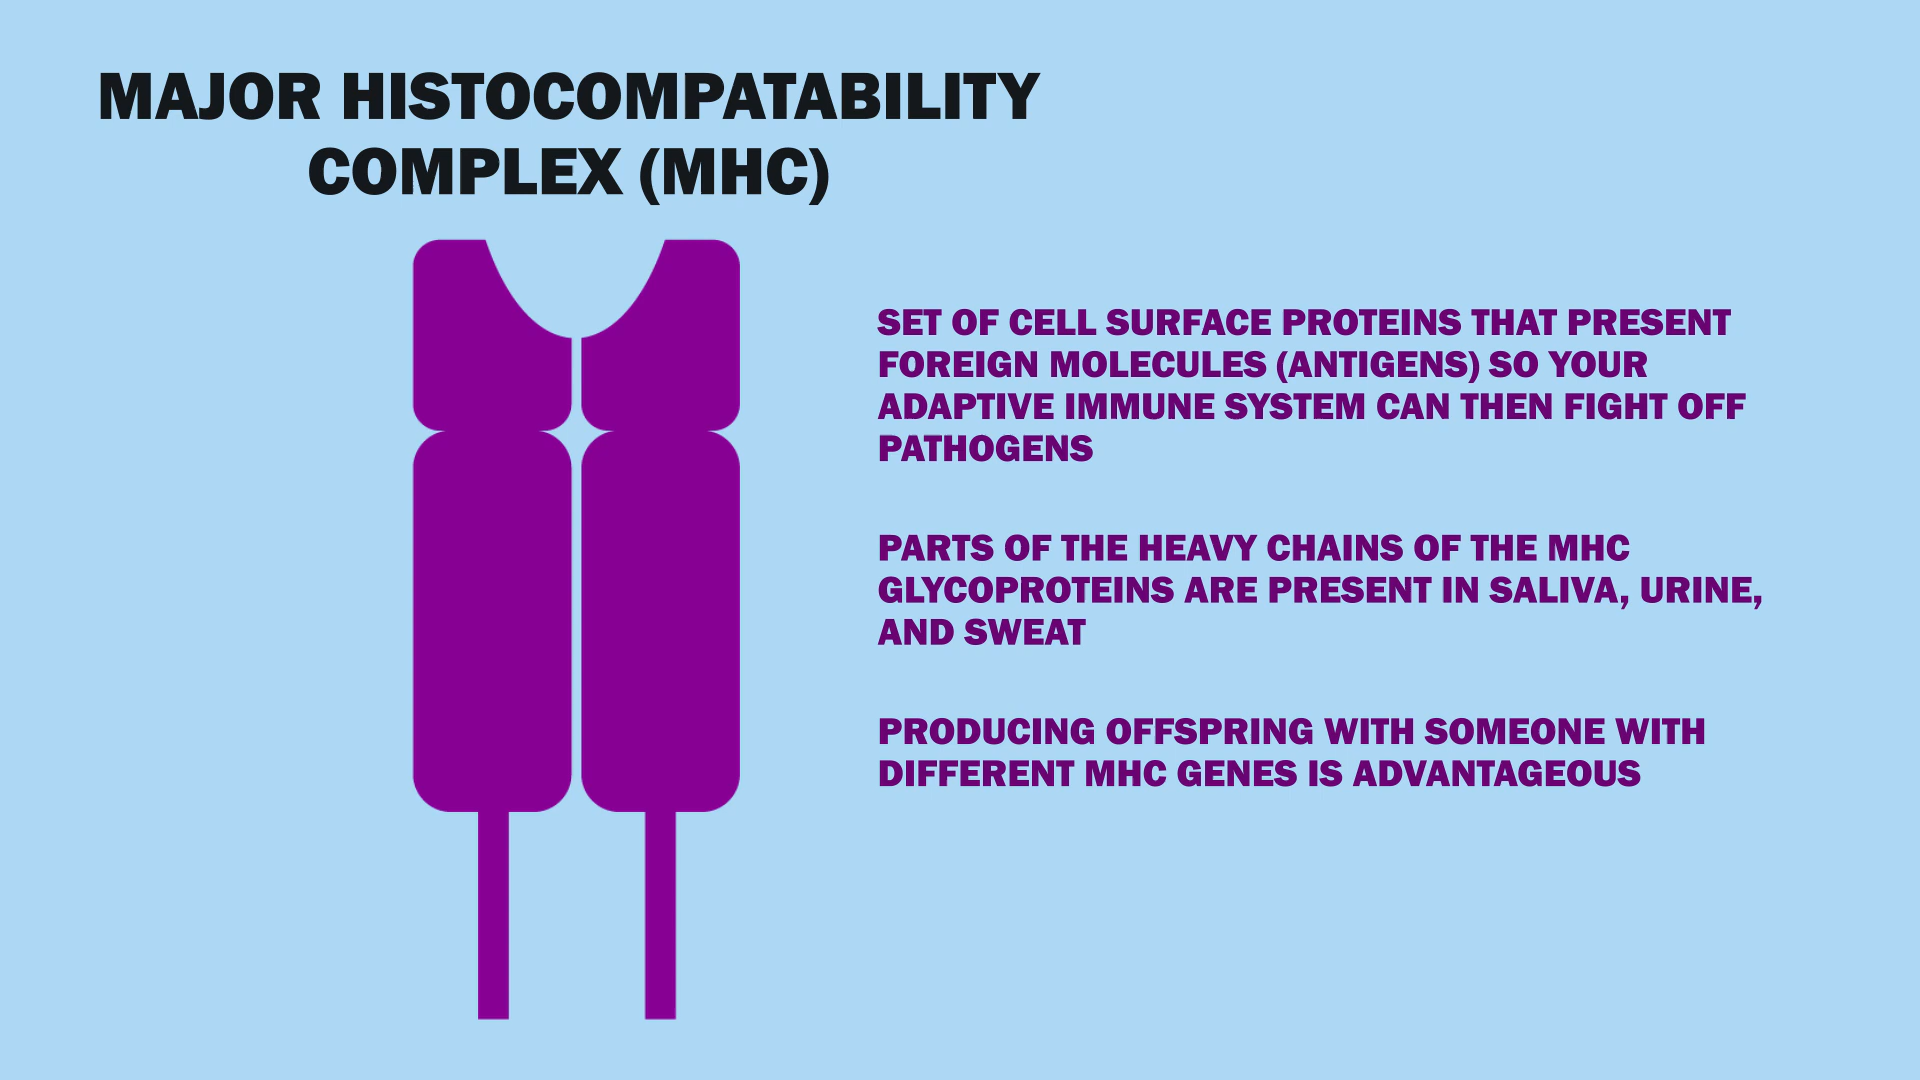 MAJOR HISTOCOMPATABILITY
COMPLEX (MHC)
SET OF CELL SURFACE PROTEINS THAT PRESENT
FOREIGN MOLECULES (ANTIGENS) SO YOUR
ADAPTIVE IMMUNE SYSTEM CAN THEN FIGHT OFF
PATHOGENS
PARTS OF THE HEAVY CHAINS OF THE MHC
GLYCOPROTEINS ARE PRESENT IN SALIVA, URINE,
AND SWEAT
PRODUCING OFFSPRING WITH SOMEONE WITH
DIFFERENT MHC GENES IS ADVANTAGEOUS